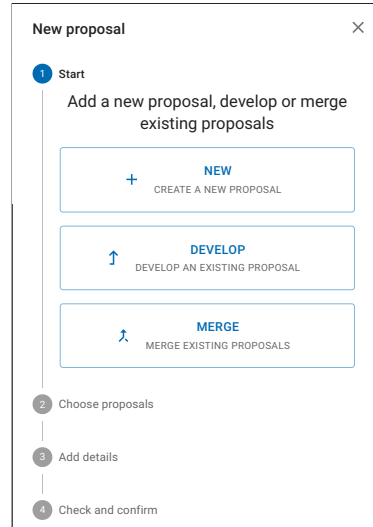 New proposal
1 Start
Add a new proposal, develop or merge
existing proposals
NEW
CREATE A NEW PROPOSAL
DEVELOP
DEVELOP AN EXISTING PROPOSAL
MERGE
MERGE EXISTING PROPOSALS
2 Choose proposals
3 Add details
4 Check and confirm